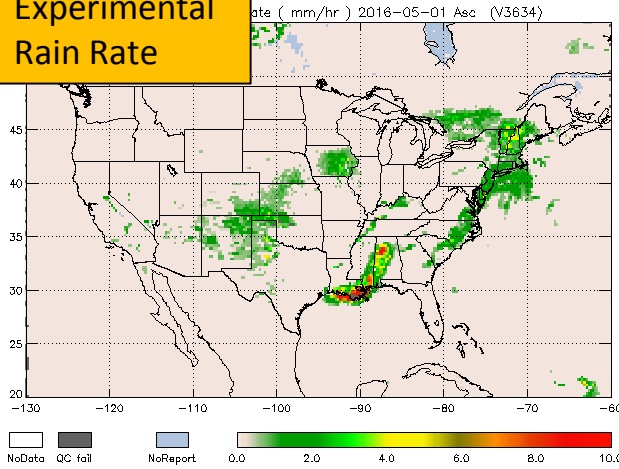 Experimental
Rain Rate
ate ( mm/hr ) 2016-05-01 Asc (V3634)
45
40
35
30
25
20
-130 -120 -110 -100 -90 -80 -70 -60
NoData QC fail NoReport 0.0 2.0 4.0 6.0 8.0 10.0